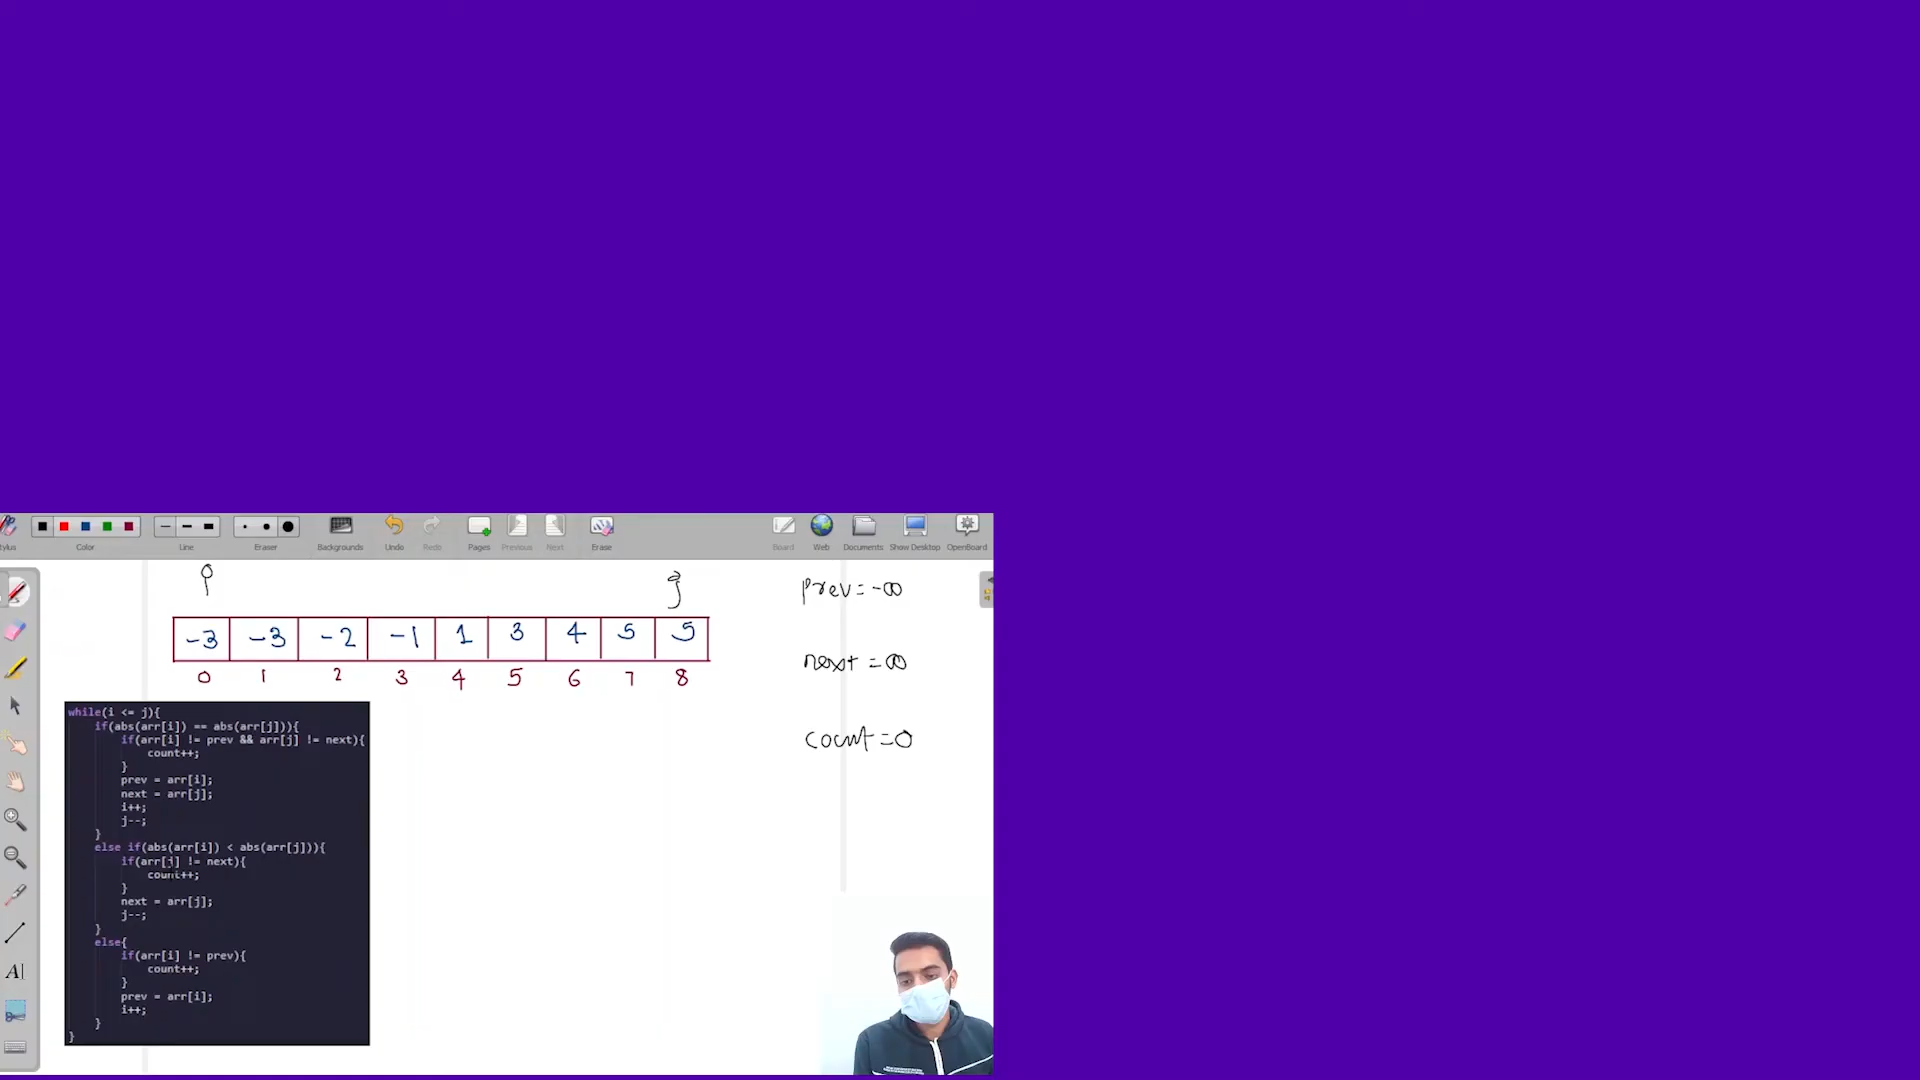 tylus Color Line Eraser Backgrounds Undo Redo Pages Previous Next Erase Board Web Documents Show Desktop OpenBoard
i j
prev = -∞
-3 -3 -2 -1 1 3 4 5 5
0 1 2 3 4 5 6 7 8
next = ∞
count = 0
while(i <= j){
if(abs(arr[i]) == abs(arr[j])){
if(arr[i] != prev && arr[j] != next){
count++;
}
prev = arr[i];
next = arr[j];
i++;
j--;
}
else if(abs(arr[i]) < abs(arr[j])){
if(arr[j] != next){
count++;
}
next = arr[j];
j--;
}
else{
if(arr[i] != prev){
count++;
}
prev = arr[i];
i++;
}
}
A|